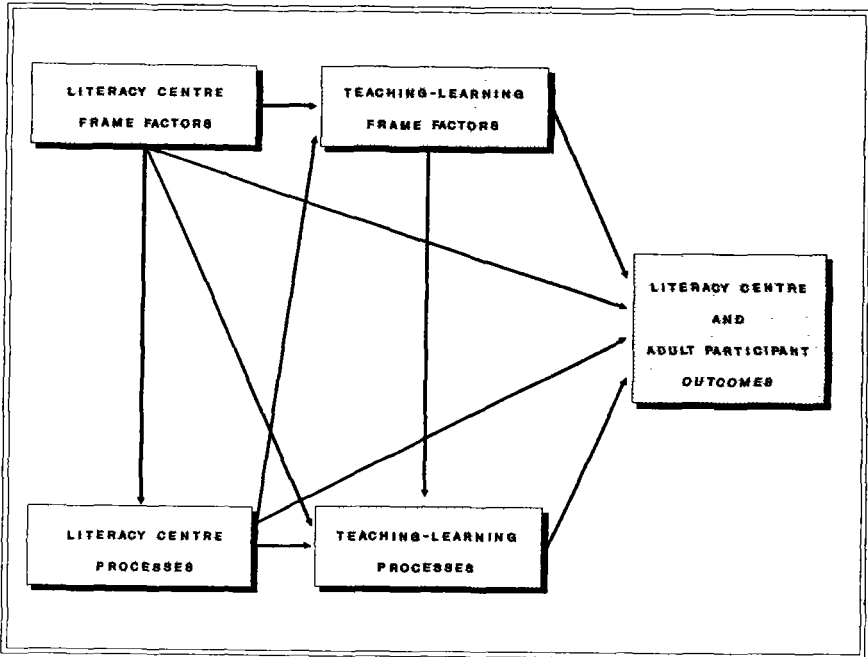 LITERACY CENTRE
FRAME FACTORS
TEACHING-LEARNING
FRAME FACTORS
LITERACY CENTRE
AND
ADULT PARTICIPANT
OUTCOMES
LITERACY CENTRE
PROCESSES
TEACHING-LEARNING
PROCESSES